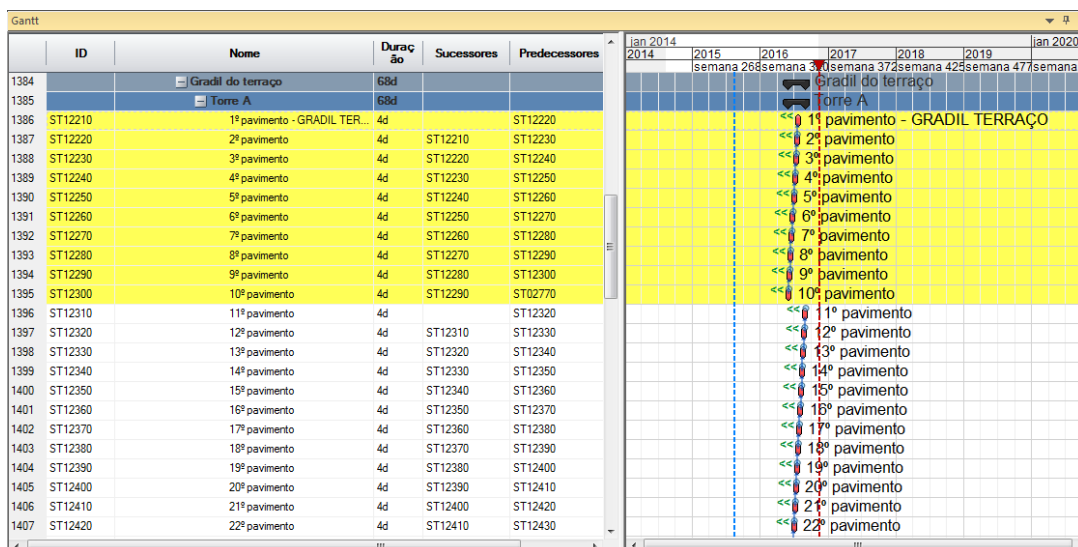 Gantt
ID Nome Duração Sucessores Predecessores
jan 2014 jan 2020
2014 2015 2016 2017 2018 2019
semana 268 semana 320 semana 372 semana 425 semana 477 semana
1384 Gradil do terraço 68d Gradil do terraço
1385 Torre A 68d Torre A
1386 ST12210 1º pavimento - GRADIL TER... 4d ST12220 << 1º pavimento - GRADIL TERRAÇO
1387 ST12220 2º pavimento 4d ST12210 ST12230 << 2º pavimento
1388 ST12230 3º pavimento 4d ST12220 ST12240 << 3º pavimento
1389 ST12240 4º pavimento 4d ST12230 ST12250 << 4º pavimento
1390 ST12250 5º pavimento 4d ST12240 ST12260 << 5º pavimento
1391 ST12260 6º pavimento 4d ST12250 ST12270 << 6º pavimento
1392 ST12270 7º pavimento 4d ST12260 ST12280 << 7º pavimento
1393 ST12280 8º pavimento 4d ST12270 ST12290 << 8º pavimento
1394 ST12290 9º pavimento 4d ST12280 ST12300 << 9º pavimento
1395 ST12300 10º pavimento 4d ST12290 ST02770 << 10º pavimento
1396 ST12310 11º pavimento 4d ST12320 << 11º pavimento
1397 ST12320 12º pavimento 4d ST12310 ST12330 << 12º pavimento
1398 ST12330 13º pavimento 4d ST12320 ST12340 << 13º pavimento
1399 ST12340 14º pavimento 4d ST12330 ST12350 << 14º pavimento
1400 ST12350 15º pavimento 4d ST12340 ST12360 << 15º pavimento
1401 ST12360 16º pavimento 4d ST12350 ST12370 << 16º pavimento
1402 ST12370 17º pavimento 4d ST12360 ST12380 << 17º pavimento
1403 ST12380 18º pavimento 4d ST12370 ST12390 << 18º pavimento
1404 ST12390 19º pavimento 4d ST12380 ST12400 << 19º pavimento
1405 ST12400 20º pavimento 4d ST12390 ST12410 << 20º pavimento
1406 ST12410 21º pavimento 4d ST12400 ST12420 << 21º pavimento
1407 ST12420 22º pavimento 4d ST12410 ST12430 << 22º pavimento